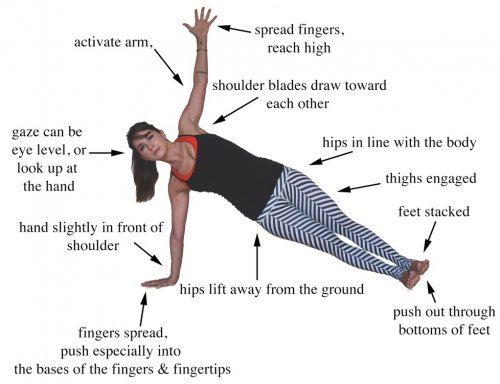 spread fingers,
reach high
activate arm,
shoulder blades draw toward
each other
gaze can be
eye level, or
look up at
the hand
hips in line with the body
thighs engaged
feet stacked
hand slightly in front of
shoulder
hips lift away from the ground
push out through
bottoms of feet
fingers spread,
push especially into
the bases of the fingers & fingertips